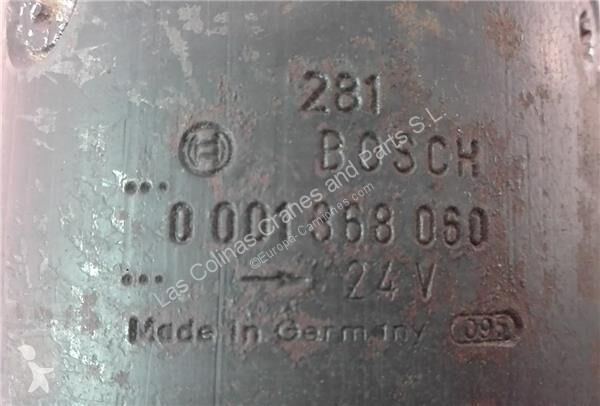 281
BOSCH
0 001 368 060
24 V
Made in Germany 095
Las Colinas Cranes and Parts S.L
©Europa-Camiones.com